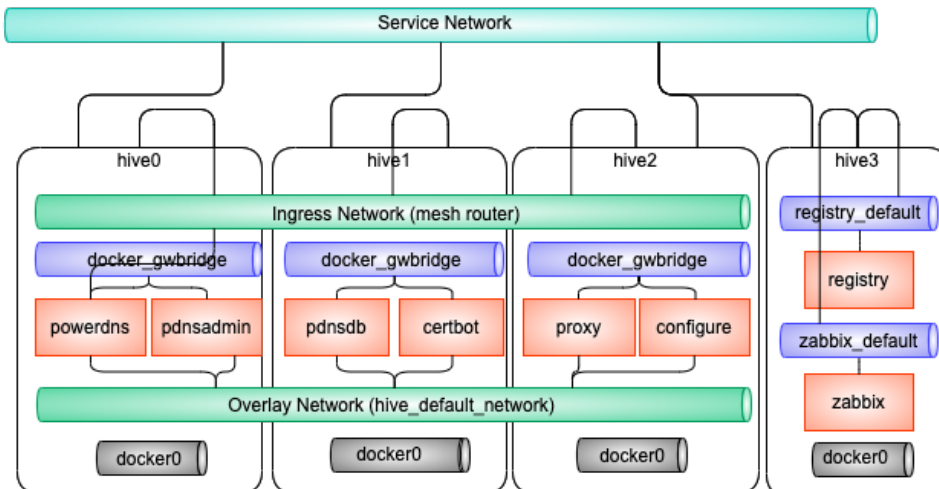 Service Network
hive0
hive1
hive2
hive3
Ingress Network (mesh router)
registry_default
docker_gwbridge
docker_gwbridge
docker_gwbridge
registry
powerdns
pdnsadmin
pdnsdb
certbot
proxy
configure
zabbix_default
Overlay Network (hive_default_network)
zabbix
docker0
docker0
docker0
docker0